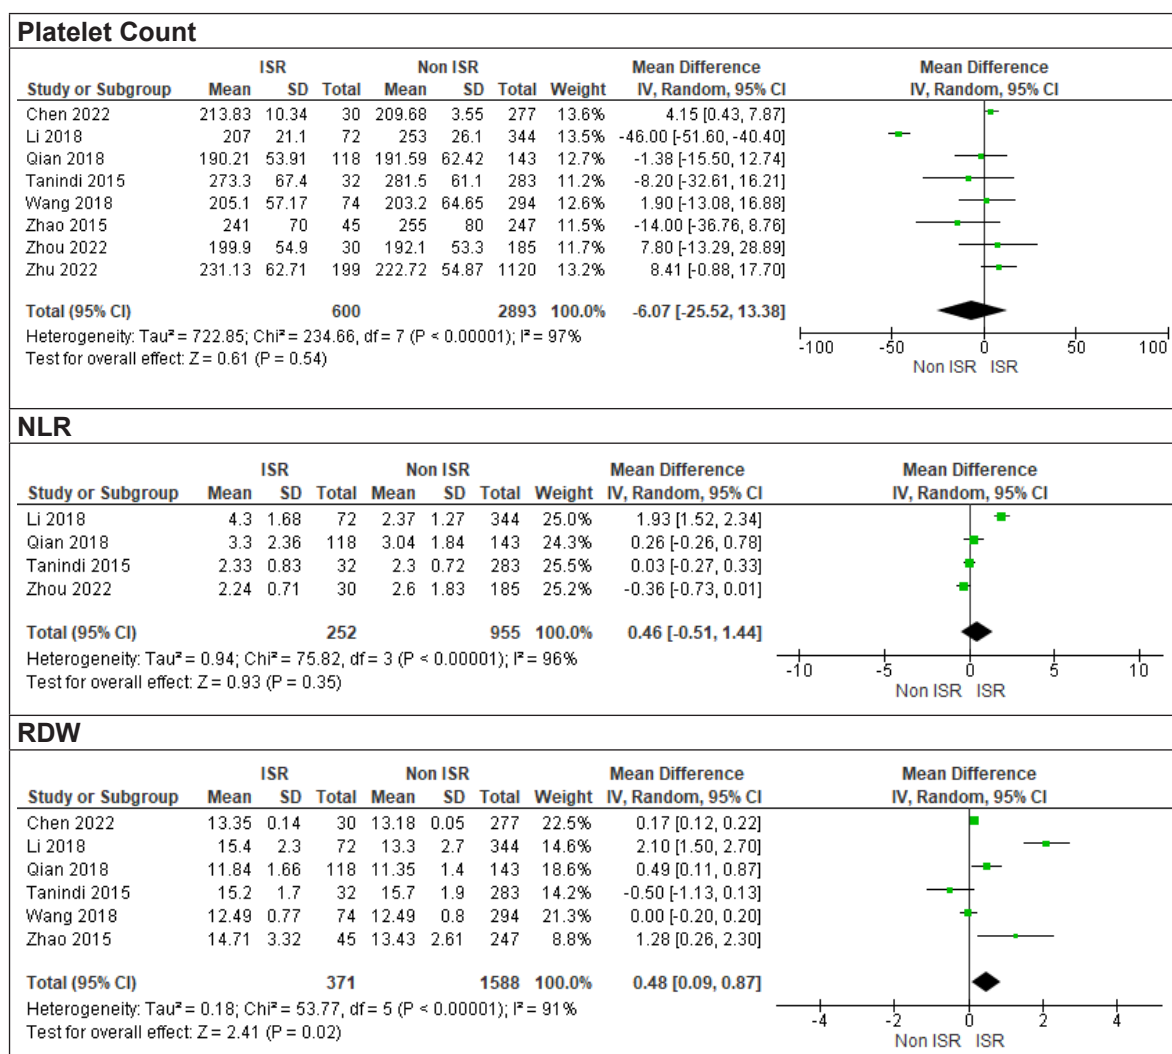 Platelet Count
ISR Non ISR Mean Difference Mean Difference
Study or Subgroup Mean SD Total Mean SD Total Weight IV, Random, 95% CI IV, Random, 95% CI
Chen 2022 213.83 10.34 30 209.68 3.55 277 13.6% 4.15 [0.43, 7.87]
Li 2018 207 21.1 72 253 26.1 344 13.5% -46.00 [-51.60, -40.40]
Qian 2018 190.21 53.91 118 191.59 62.42 143 12.7% -1.38 [-15.50, 12.74]
Tanindi 2015 273.3 67.4 32 281.5 61.1 283 11.2% -8.20 [-32.61, 16.21]
Wang 2018 205.1 57.17 74 203.2 64.65 294 12.6% 1.90 [-13.08, 16.88]
Zhao 2015 241 70 45 255 80 247 11.5% -14.00 [-36.76, 8.76]
Zhou 2022 199.9 54.9 30 192.1 53.3 185 11.7% 7.80 [-13.29, 28.89]
Zhu 2022 231.13 62.71 199 222.72 54.87 1120 13.2% 8.41 [-0.88, 17.70]
Total (95% CI) 600 2893 100.0% -6.07 [-25.52, 13.38]
Heterogeneity: Tau² = 722.85; Chi² = 234.66, df = 7 (P < 0.00001); I² = 97%
Test for overall effect: Z = 0.61 (P = 0.54)
-100 -50 0 50 100
Non ISR ISR
NLR
ISR Non ISR Mean Difference Mean Difference
Study or Subgroup Mean SD Total Mean SD Total Weight IV, Random, 95% CI IV, Random, 95% CI
Li 2018 4.3 1.68 72 2.37 1.27 344 25.0% 1.93 [1.52, 2.34]
Qian 2018 3.3 2.36 118 3.04 1.84 143 24.3% 0.26 [-0.26, 0.78]
Tanindi 2015 2.33 0.83 32 2.3 0.72 283 25.5% 0.03 [-0.27, 0.33]
Zhou 2022 2.24 0.71 30 2.6 1.83 185 25.2% -0.36 [-0.73, 0.01]
Total (95% CI) 252 955 100.0% 0.46 [-0.51, 1.44]
Heterogeneity: Tau² = 0.94; Chi² = 75.82, df = 3 (P < 0.00001); I² = 96%
Test for overall effect: Z = 0.93 (P = 0.35)
-10 -5 0 5 10
Non ISR ISR
RDW
ISR Non ISR Mean Difference Mean Difference
Study or Subgroup Mean SD Total Mean SD Total Weight IV, Random, 95% CI IV, Random, 95% CI
Chen 2022 13.35 0.14 30 13.18 0.05 277 22.5% 0.17 [0.12, 0.22]
Li 2018 15.4 2.3 72 13.3 2.7 344 14.6% 2.10 [1.50, 2.70]
Qian 2018 11.84 1.66 118 11.35 1.4 143 18.6% 0.49 [0.11, 0.87]
Tanindi 2015 15.2 1.7 32 15.7 1.9 283 14.2% -0.50 [-1.13, 0.13]
Wang 2018 12.49 0.77 74 12.49 0.8 294 21.3% 0.00 [-0.20, 0.20]
Zhao 2015 14.71 3.32 45 13.43 2.61 247 8.8% 1.28 [0.26, 2.30]
Total (95% CI) 371 1588 100.0% 0.48 [0.09, 0.87]
Heterogeneity: Tau² = 0.18; Chi² = 53.77, df = 5 (P < 0.00001); I² = 91%
Test for overall effect: Z = 2.41 (P = 0.02)
-4 -2 0 2 4
Non ISR ISR